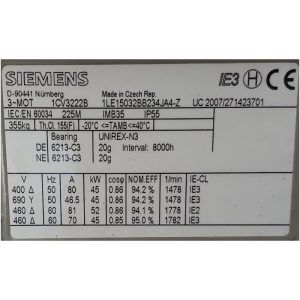 SIEMENS IE3 H CE
D-90441 Nürnberg Made in Czech Rep.
3~MOT 1CV3222B 1LE15032BB234JA4-Z UC 2007/271423701
IEC/EN 60034 225M IMB35 IP55
355kg Th.Cl. 155(F) -20°C <=TAMB<=40°C
Bearing UNIREX-N3
DE 6213-C3 20g Interval: 8000h
NE 6213-C3 20g
V Hz A kW cosφ NOM.EFF 1/min IE-CL
400 Δ 50 80 45 0.86 94.2 % 1478 IE3
690 Y 50 46.5 45 0.86 94.2 % 1478 IE3
460 Δ 60 81 52 0.86 94.1 % 1778 IE2
460 Δ 60 70 45 0.85 95.0 % 1782 IE3